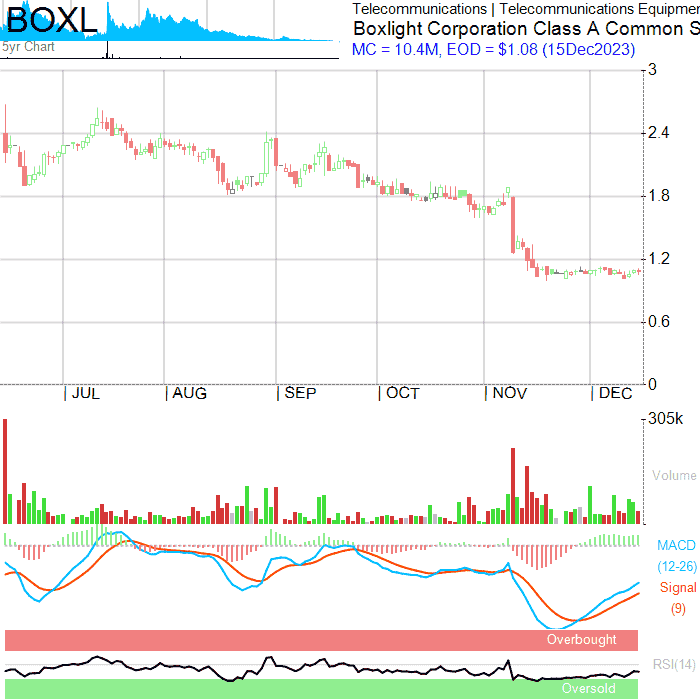 BOXL
5yr Chart
Telecommunications | Telecommunications Equipmen
Boxlight Corporation Class A Common S
MC = 10.4M, EOD = $1.08 (15Dec2023)
3
2.4
1.8
1.2
0.6
0
| JUL | AUG | SEP | OCT | NOV | DEC
305k
Volume
MACD
(12-26)
Signal
(9)
Overbought
RSI(14)
Oversold